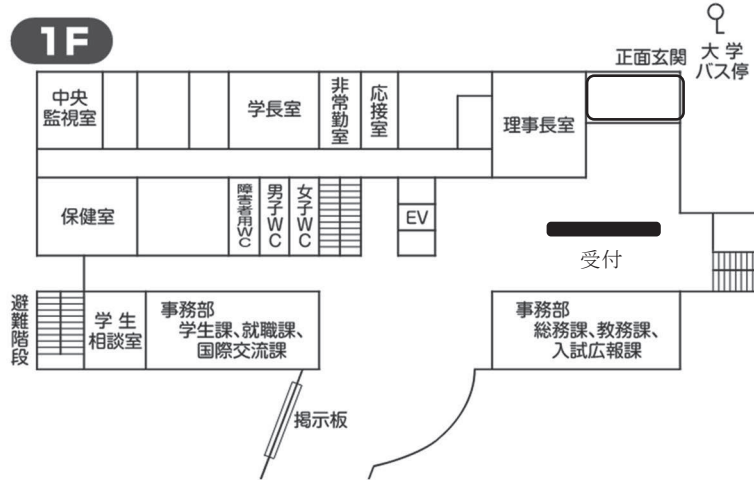 1F
大学
バス停
正面玄関
中央
監視室
学長室
非常勤室
応接室
理事長室
保健室
障害者用WC
男子WC
女子WC
EV
受付
避難階段
学生
相談室
事務部
学生課、就職課、
国際交流課
事務部
総務課、教務課、
入試広報課
掲示板